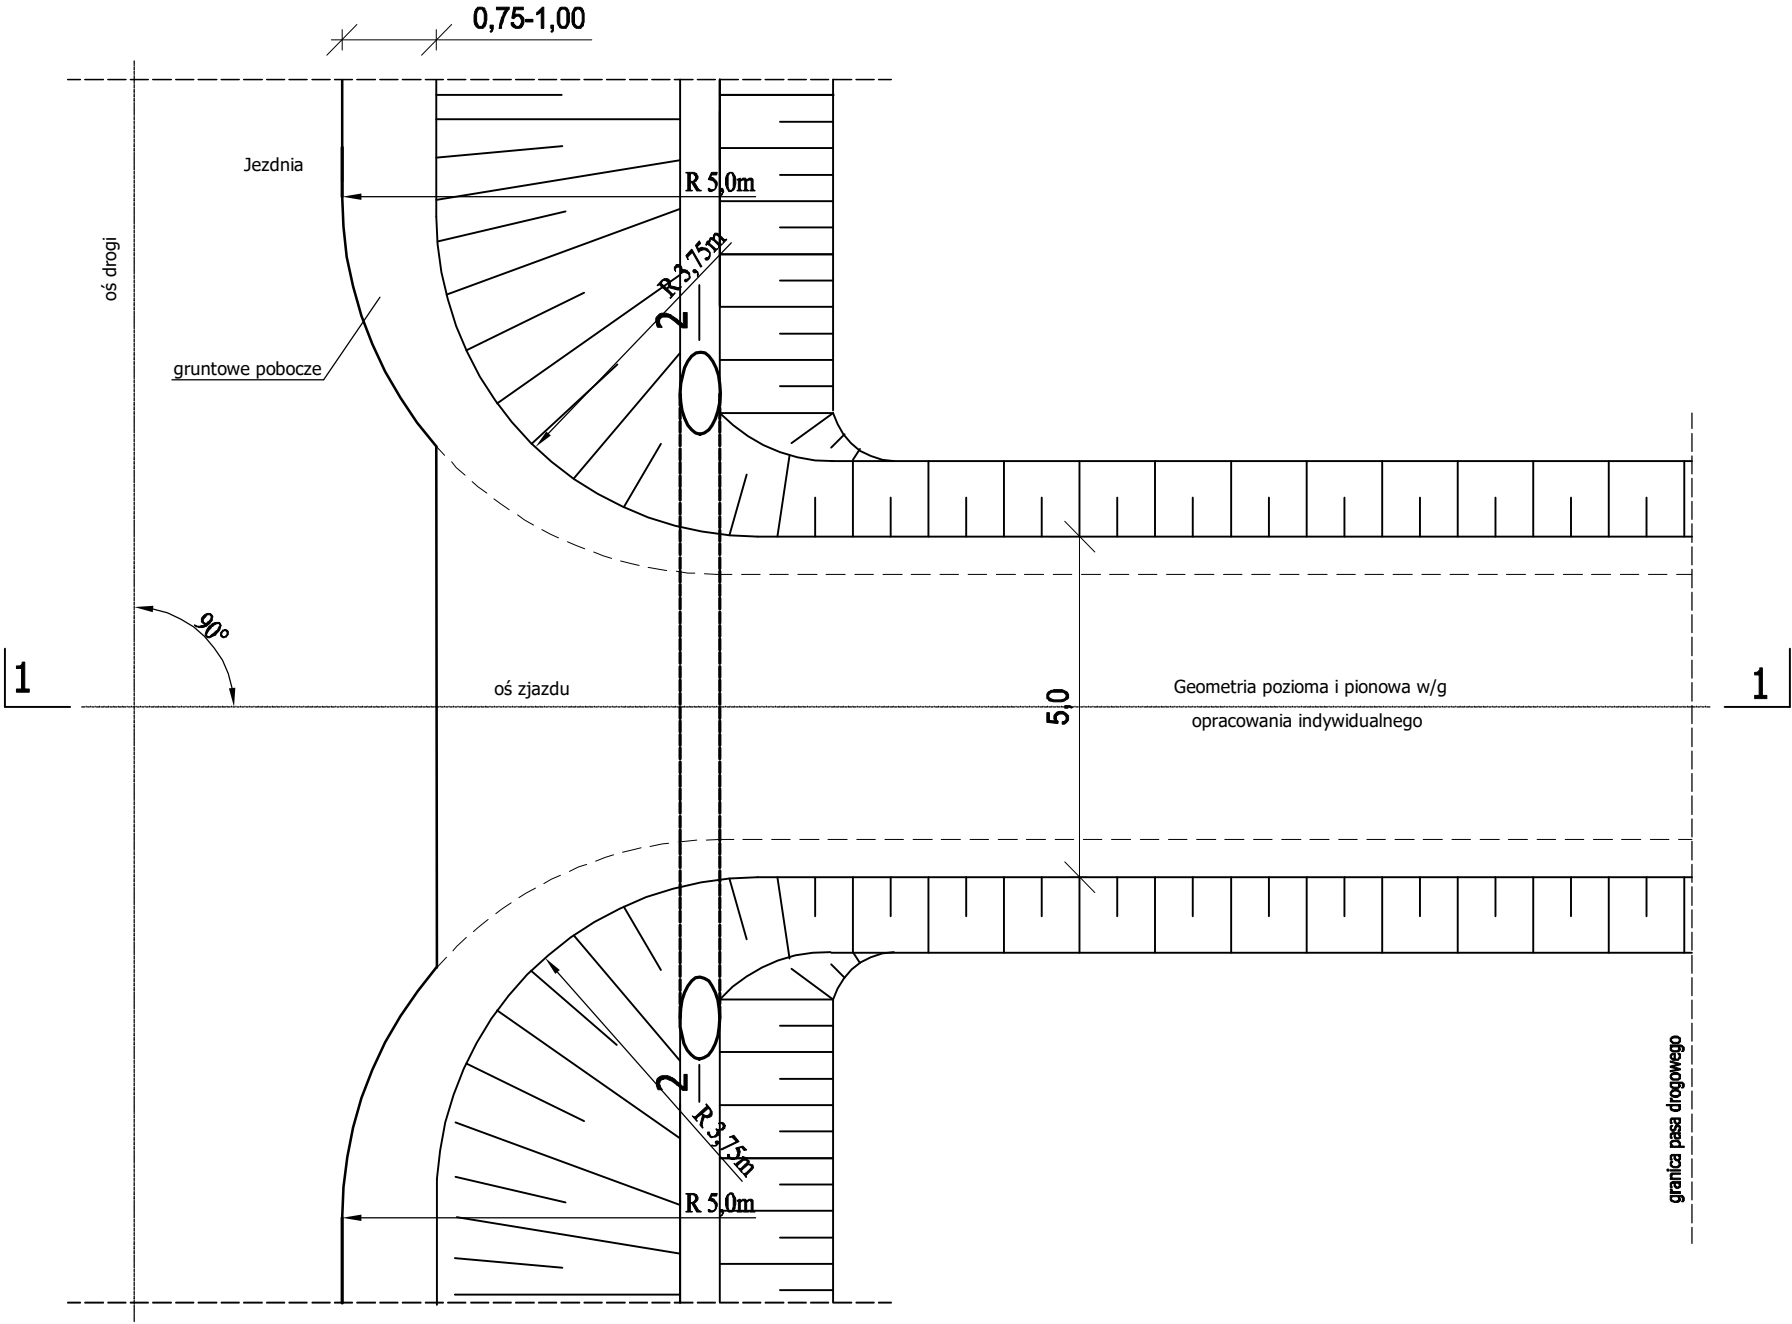 0,75-1,00
Jezdnia
R 5,0m
oś drogi
R 3,75m
2
gruntowe pobocze
90°
1
oś zjazdu
5,0
Geometria pozioma i pionowa w/g
opracowania indywidualnego
1
2
R 3,75m
R 5,0m
granica pasa drogowego